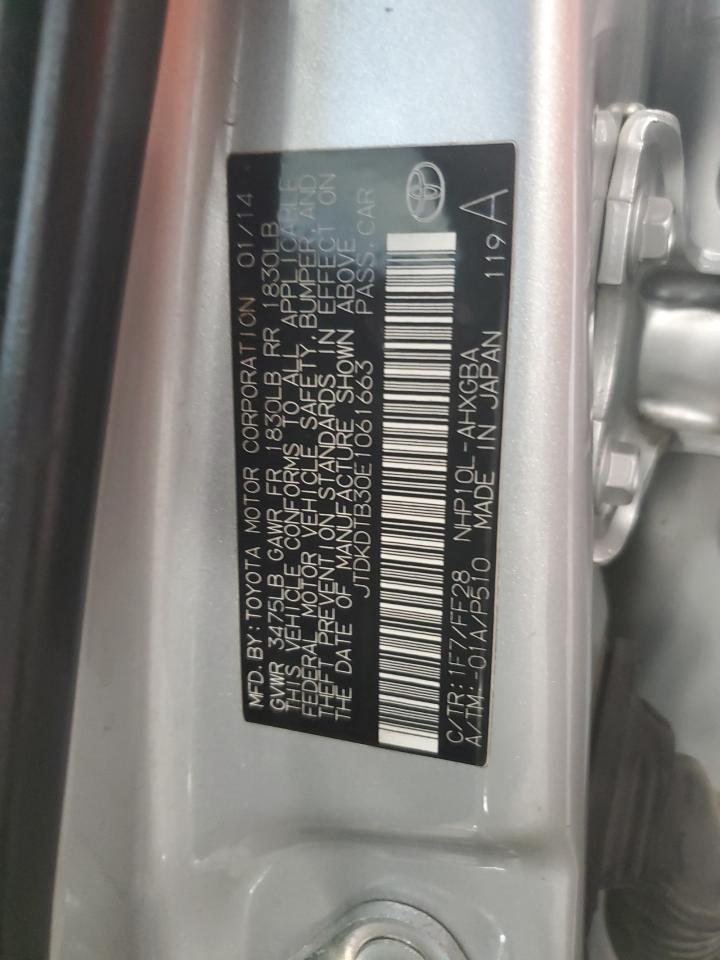 MFD.BY:TOYOTA MOTOR CORPORATION 01/14
GVWR 3475LB GAWR FR 1830LB RR 1830LB
THIS VEHICLE CONFORMS TO ALL APPLICABLE
FEDERAL MOTOR VEHICLE SAFETY, BUMPER, AND
THEFT PREVENTION STANDARDS IN EFFECT ON
THE DATE OF MANUFACTURE SHOWN ABOVE
JTDKDTB30E1061663 PASS. CAR
C/TR:1F7/FF28 NHP10L-AHXGBA 119A
A/TM:-01A/P510 MADE IN JAPAN